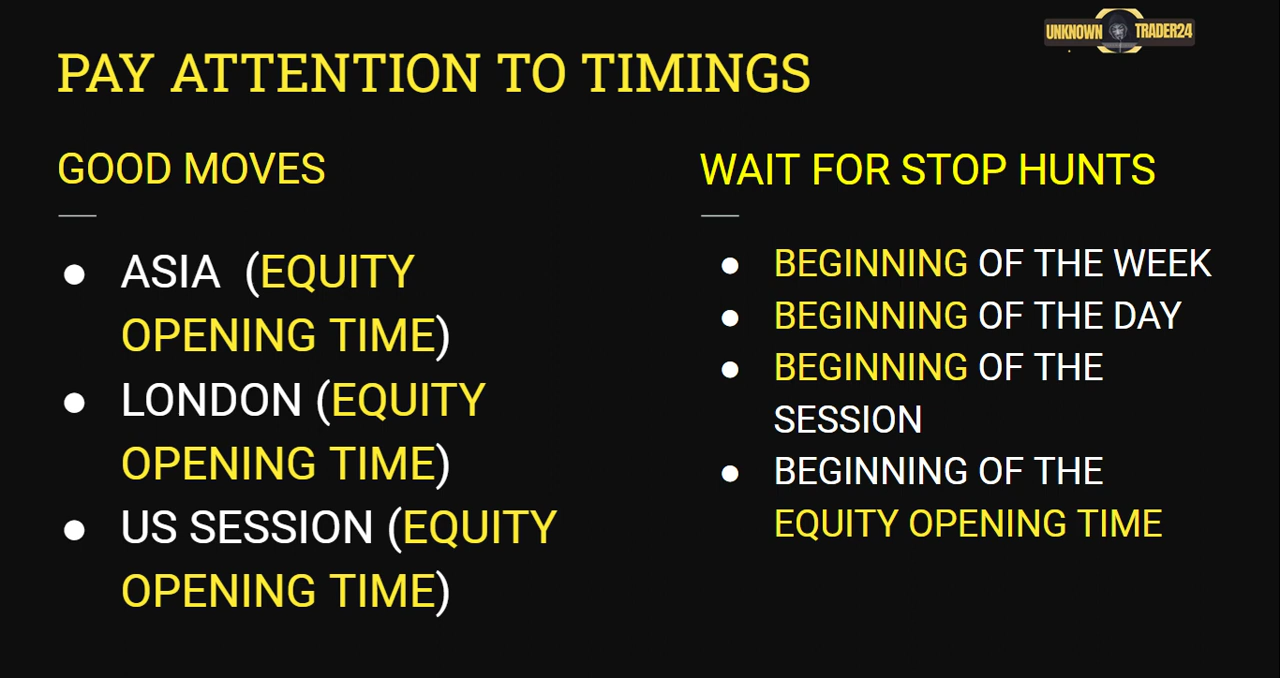 UNKNOWN TRADER24
PAY ATTENTION TO TIMINGS
GOOD MOVES
● ASIA (EQUITY
OPENING TIME)
● LONDON (EQUITY
OPENING TIME)
● US SESSION (EQUITY
OPENING TIME)
WAIT FOR STOP HUNTS
● BEGINNING OF THE WEEK
● BEGINNING OF THE DAY
● BEGINNING OF THE
SESSION
● BEGINNING OF THE
EQUITY OPENING TIME